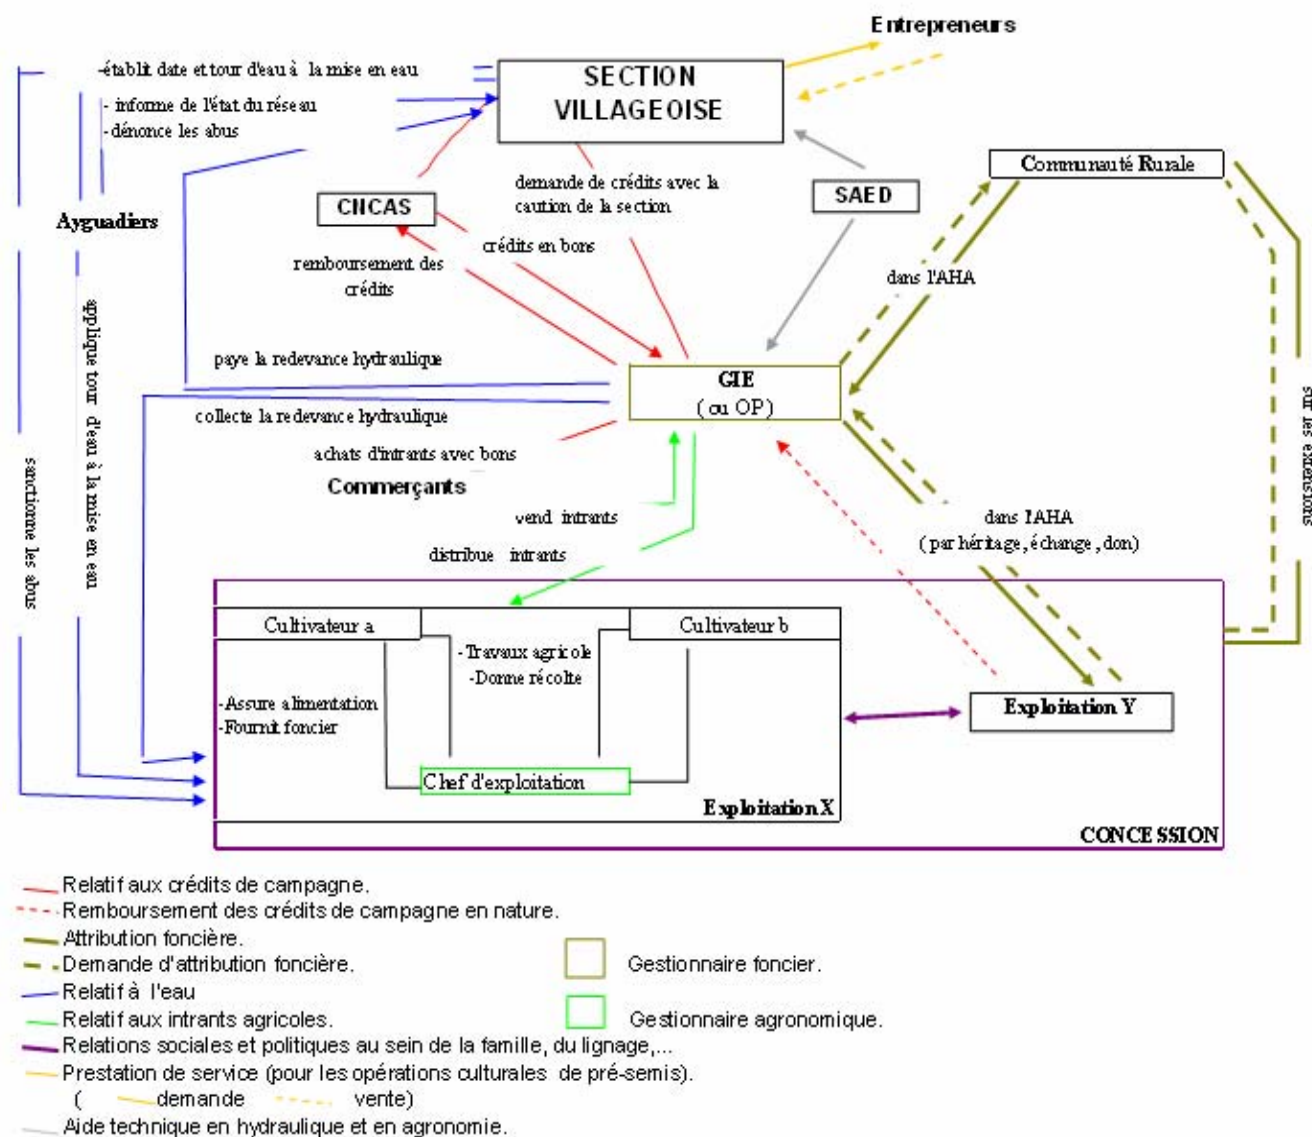 Entrepreneurs
-établit date et tour d'eau à la mise en eau
SECTION
VILLAGEOISE
- informe de l'état du réseau
- dénonce les abus
Communauté Rurale
CNCAS
demande de crédits avec la
caution de la section
SAED
Ayguadiers
crédits en bons
remboursement des
crédits
dans l'AHA
applique tour d'eau à la mise en eau
paye la redevance hydraulique
GIE
(ou OP)
sur les extensions
collecte la redevance hydraulique
achats d'intrants avec bons
Commerçants
sanctionne les abus
vend intrants
dans l'AHA
(par héritage, échange, don)
distribue intrants
Cultivateur a
Cultivateur b
-Travaux agricole
-Donne récolte
-Assure alimentation
-Fournit foncier
Exploitation Y
Chef d'exploitation
Exploitation X
CONCESSION
Relatif aux crédits de campagne.
Remboursement des crédits de campagne en nature.
Attribution foncière.
Demande d'attribution foncière.
Gestionnaire foncier.
Relatif à l'eau
Relatif aux intrants agricoles.
Gestionnaire agronomique.
Relations sociales et politiques au sein de la famille, du lignage,...
Prestation de service (pour les opérations culturales de pré-semis).
( demande vente)
Aide technique en hydraulique et en agronomie.